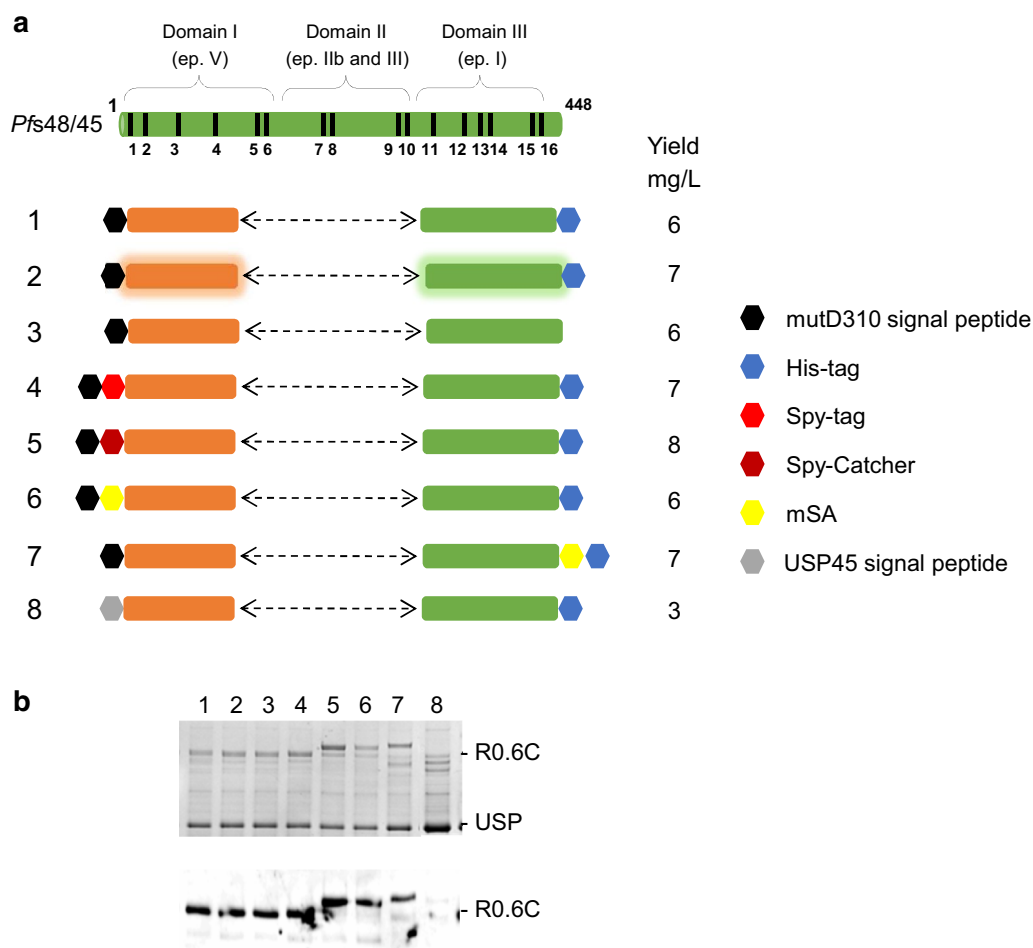 a
Domain I
(ep. V)
Domain II
(ep. IIb and III)
Domain III
(ep. I)
1
448
Pfs48/45
1 2 3 4 5 6 7 8 9 10 11 12 13 14 15 16
Yield
mg/L
1 6
2 7
3 6
4 7
5 8
6 6
7 7
8 3
mutD310 signal peptide
His-tag
Spy-tag
Spy-Catcher
mSA
USP45 signal peptide
b
1 2 3 4 5 6 7 8
- R0.6C
- USP
- R0.6C